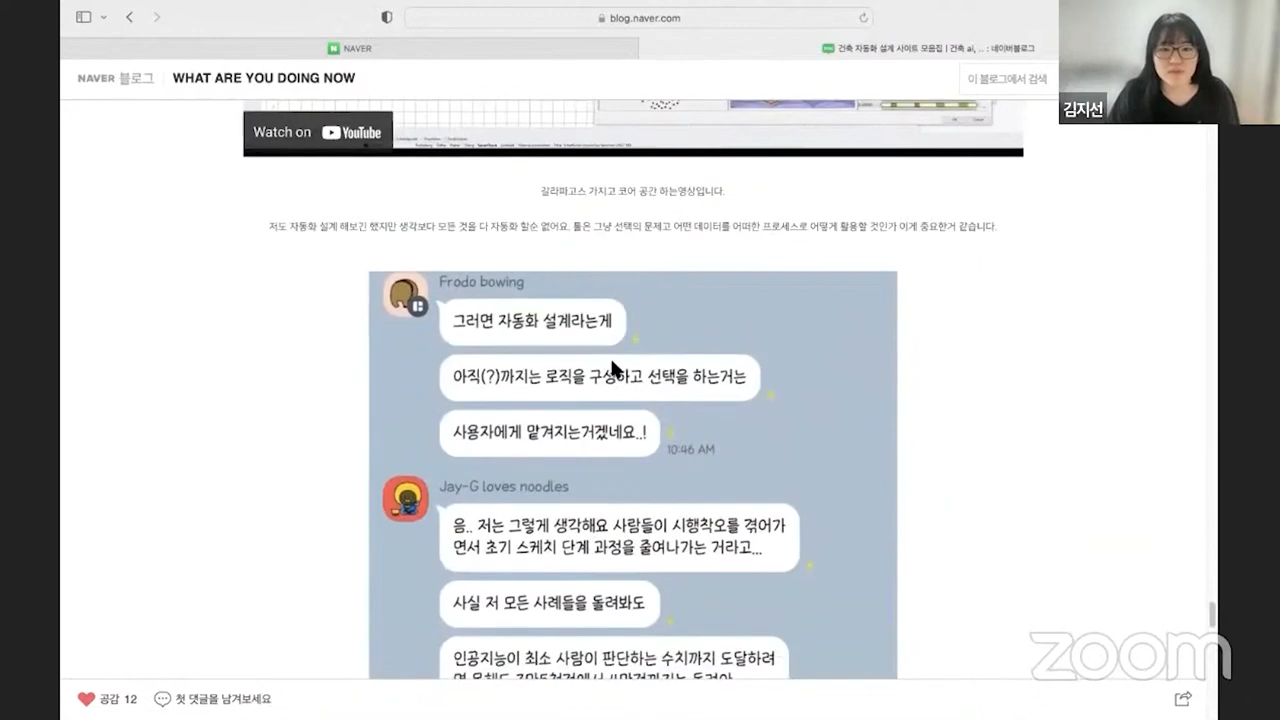 blog.naver.com
NAVER
건축 자동화 설계 사이트 모음집 | 건축 ai, ... : 네이버블로그
NAVER 블로그
WHAT ARE YOU DOING NOW
이 블로그에서 검색
김지선
Watch on YouTube
길라파고스 가지고 코어 공간 하는영상입니다.
저도 자동화 설계 해보긴 했지만 생각보다 모든 것을 다 자동화 할순 없어요. 툴은 그냥 선택의 문제고 어떤 데이터를 어떠한 프로세스로 어떻게 활용할 것인가 이게 중요한거 같습니다.
Frodo bowing
그러면 자동화 설계라는게
아직(?)까지는 로직을 구성하고 선택을 하는거는
사용자에게 맡겨지는거겠네요..!
10:46 AM
Jay-G loves noodles
음.. 저는 그렇게 생각해요 사람들이 시행착오를 겪어가
면서 초기 스케치 단계 과정을 줄여나가는 거라고...
사실 저 모든 사례들을 돌려봐도
인공지능이 최소 사람이 판단하는 수치까지 도달하려
공감 12
첫 댓글을 남겨보세요
zoom